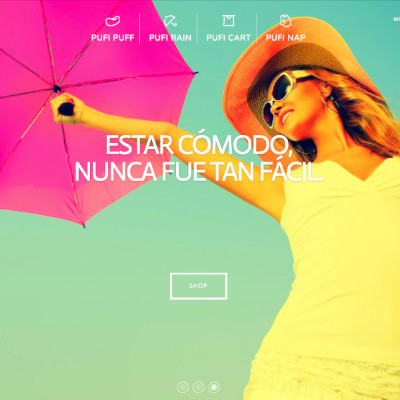 PUFI PUFF PUFI RAIN PUFI CART PUFI NAP
ESTAR CÓMODO,
NUNCA FUE TAN FÁCIL.
SHOP